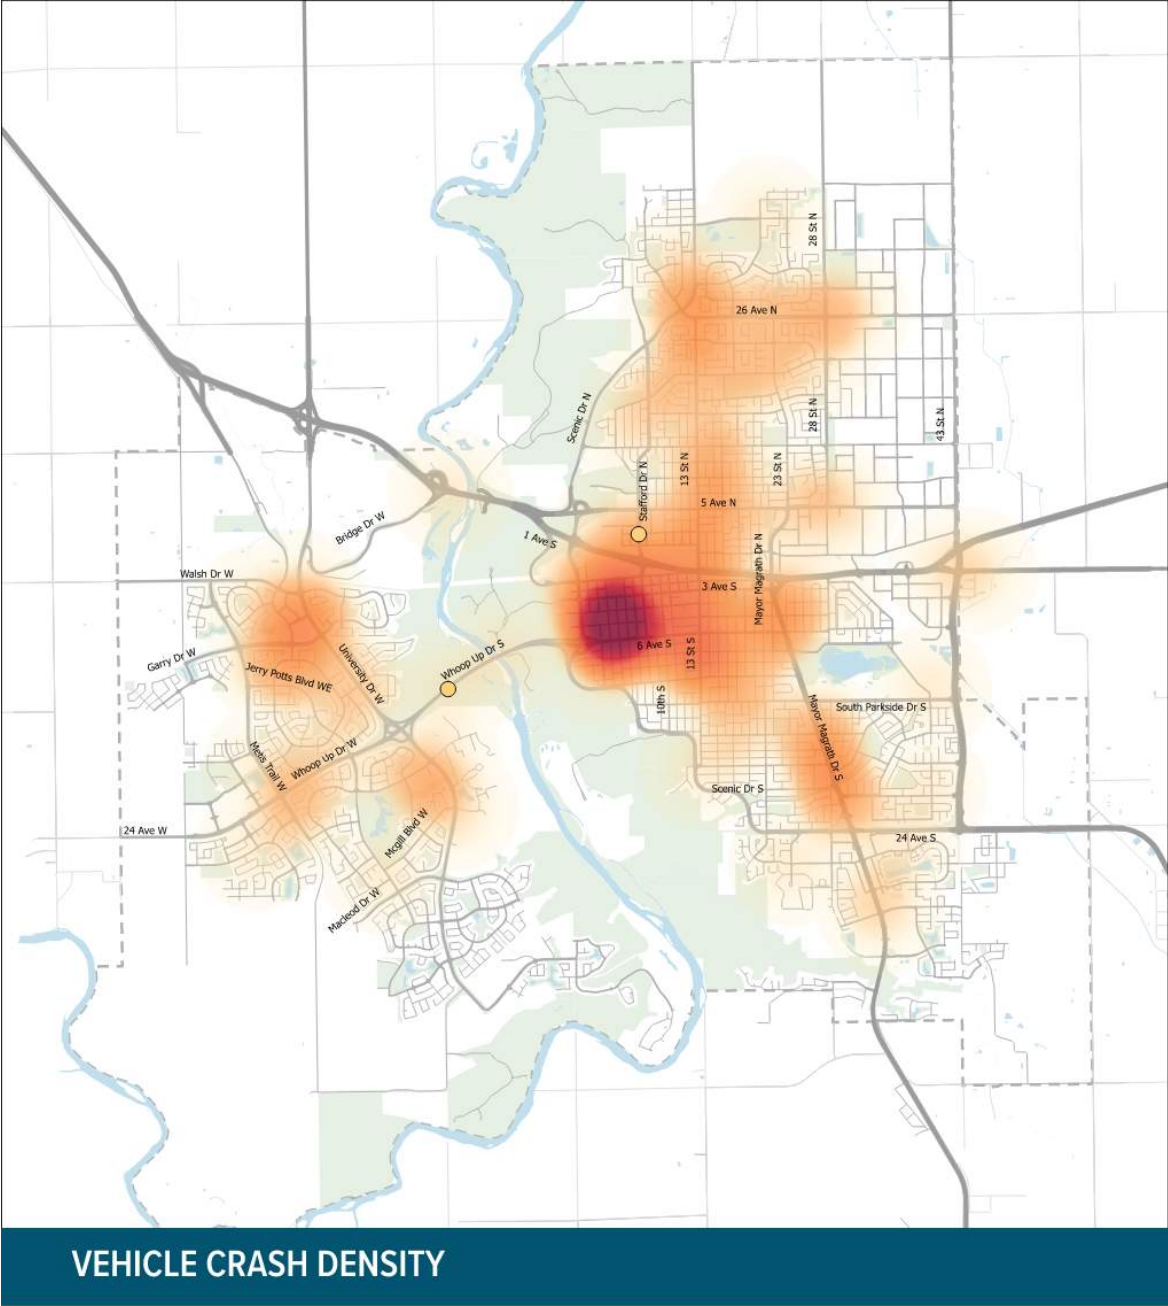 28 St N
26 Ave N
Scenic Dr N
28 St N
43 St N
Stafford Dr N
13 St N
23 St N
5 Ave N
Bridge Dr W
1 Ave S
Mayor Magrath Dr N
Walsh Dr W
3 Ave S
6 Ave S
13 St S
Garry Dr W
University Dr W
Whoop Up Dr S
Jerry Potts Blvd WE
10th S
South Parkside Dr S
Mayor Magrath Dr S
Metis Trail W
Whoop Up Dr W
Scenic Dr S
24 Ave W
Mcgill Blvd W
24 Ave S
Macleod Dr W
VEHICLE CRASH DENSITY